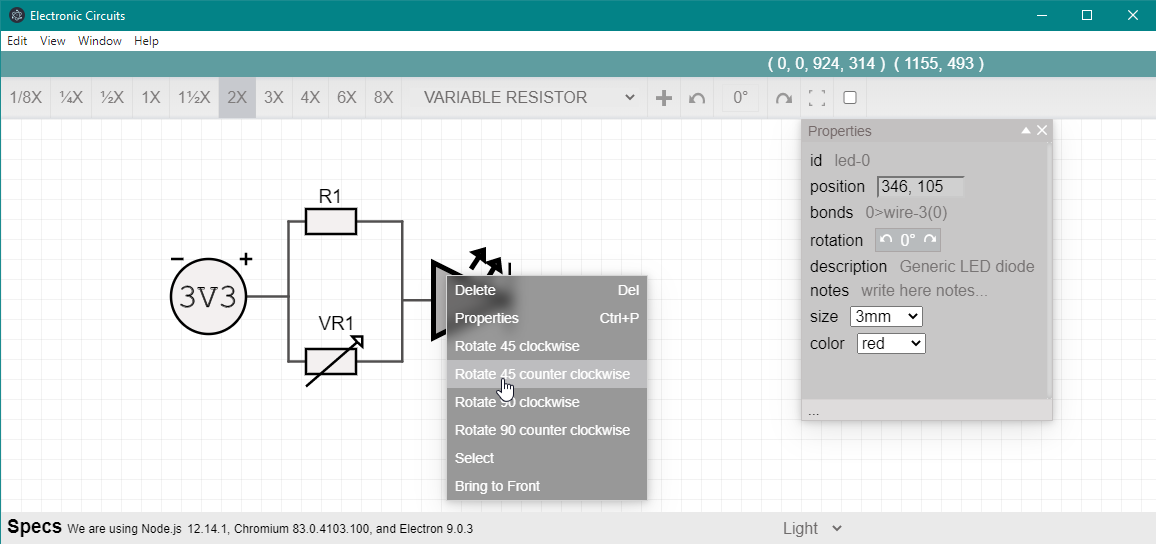 Electronic Circuits
Edit View Window Help
( 0, 0, 924, 314 ) ( 1155, 493 )
1/8X ¼X ½X 1X 1½X 2X 3X 4X 6X 8X VARIABLE RESISTOR 0°
Properties
id led-0
position 346, 105
bonds 0>wire-3(0)
rotation 0°
description Generic LED diode
notes write here notes...
size 3mm
color red
...
R1
3V3
VR1
Delete Del
Properties Ctrl+P
Rotate 45 clockwise
Rotate 45 counter clockwise
Rotate 90 clockwise
Rotate 90 counter clockwise
Select
Bring to Front
Specs We are using Node.js 12.14.1, Chromium 83.0.4103.100, and Electron 9.0.3
Light